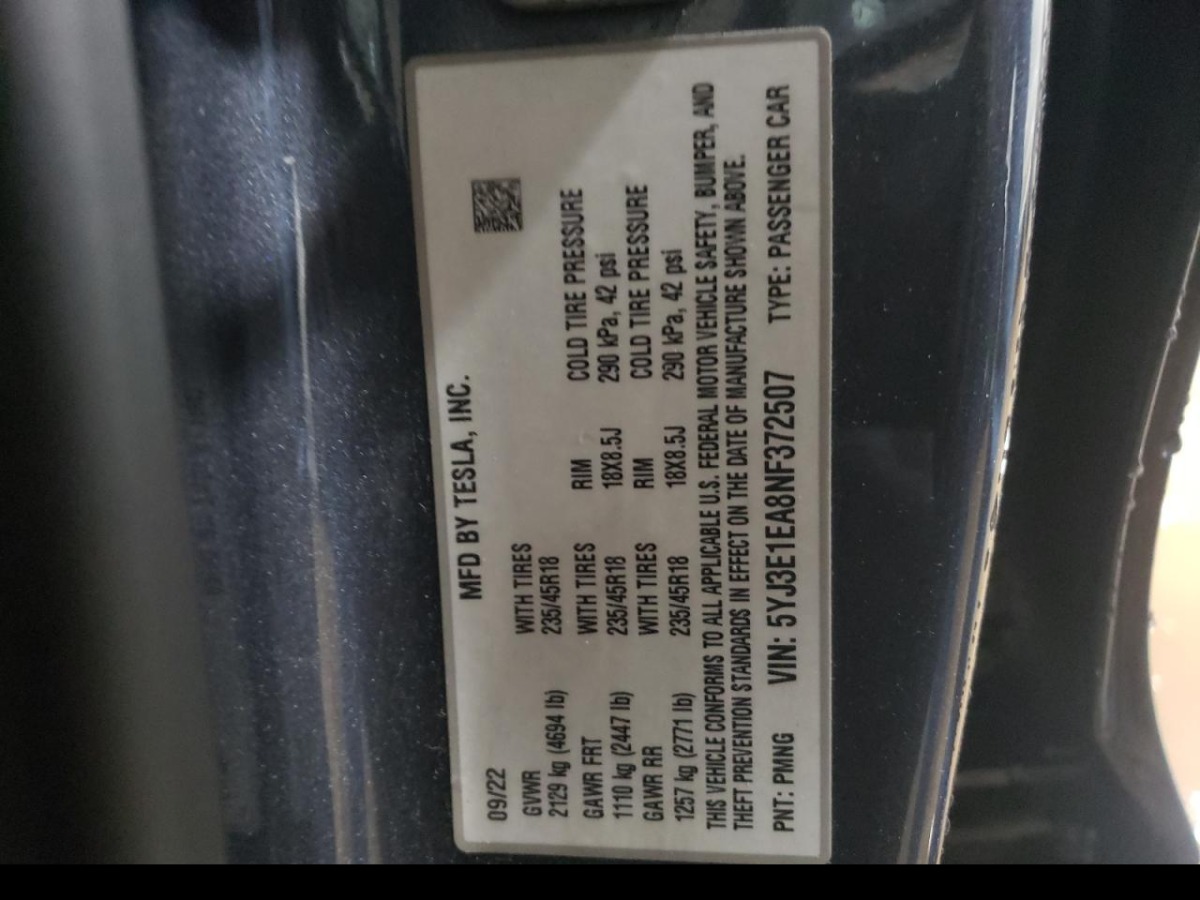 MFD BY TESLA, INC.
09/22
GVWR WITH TIRES
2129 kg (4694 lb) 235/45R18
GAWR FRT WITH TIRES RIM COLD TIRE PRESSURE
1110 kg (2447 lb) 235/45R18 18X8.5J 290 kPa, 42 psi
GAWR RR WITH TIRES RIM COLD TIRE PRESSURE
1257 kg (2771 lb) 235/45R18 18X8.5J 290 kPa, 42 psi
THIS VEHICLE CONFORMS TO ALL APPLICABLE U.S. FEDERAL MOTOR VEHICLE SAFETY, BUMPER, AND
THEFT PREVENTION STANDARDS IN EFFECT ON THE DATE OF MANUFACTURE SHOWN ABOVE.
PNT: PMNG VIN: 5YJ3E1EA8NF372507 TYPE: PASSENGER CAR